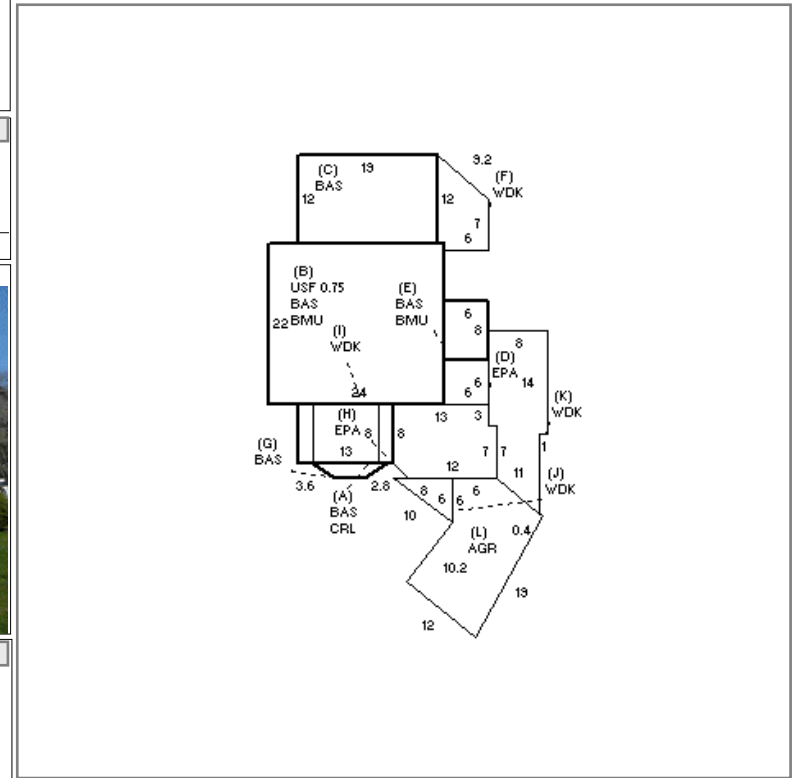 19
9.2
(C)
BAS
(F)
WDK
12
12
7
6
(B)
USF 0.75
BAS
BMU
22
(E)
BAS
BMU
(I)
WDK
6
8
8
(D)
EPA
14
6
6
24
(K)
WDK
(H)
EPA
8
8
13
3
(G)
BAS
13
7
7
1
12
11
(J)
WDK
3.6
2.8
8
6
6
6
(A)
BAS
CRL
10
(L)
AGR
0.4
10.2
19
12